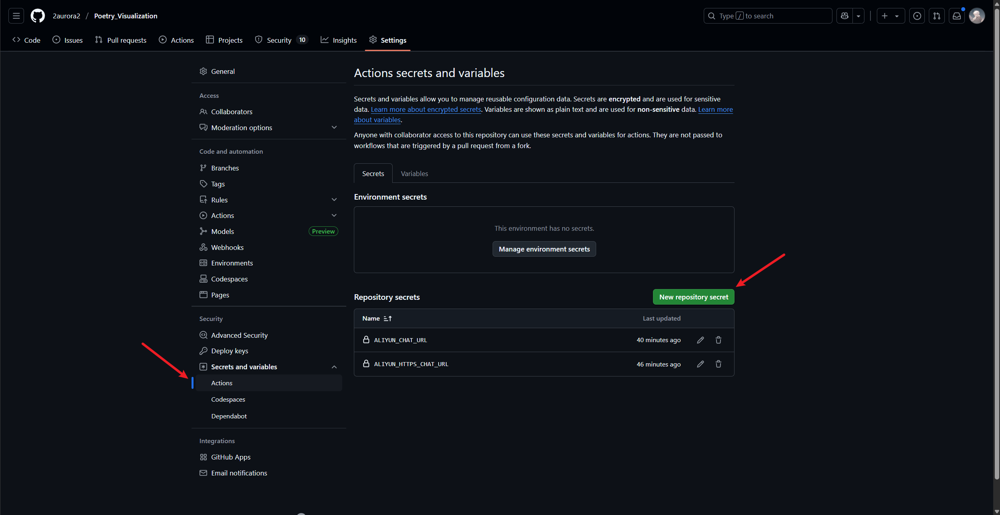 2aurora2 / Poetry_Visualization
Type / to search
Code
Issues
Pull requests
Actions
Projects
Security 10
Insights
Settings
General
Access
Collaborators
Moderation options
Code and automation
Branches
Tags
Rules
Actions
Models Preview
Webhooks
Environments
Codespaces
Pages
Security
Advanced Security
Deploy keys
Secrets and variables
Actions
Codespaces
Dependabot
Integrations
GitHub Apps
Email notifications
Actions secrets and variables
Secrets and variables allow you to manage reusable configuration data. Secrets are encrypted and are used for sensitive
data. Learn more about encrypted secrets. Variables are shown as plain text and are used for non-sensitive data. Learn more
about variables.
Anyone with collaborator access to this repository can use these secrets and variables for actions. They are not passed to
workflows that are triggered by a pull request from a fork.
Secrets
Variables
Environment secrets
This environment has no secrets.
Manage environment secrets
Repository secrets
New repository secret
Name
Last updated
ALIYUN_CHAT_URL
40 minutes ago
ALIYUN_HTTPS_CHAT_URL
46 minutes ago